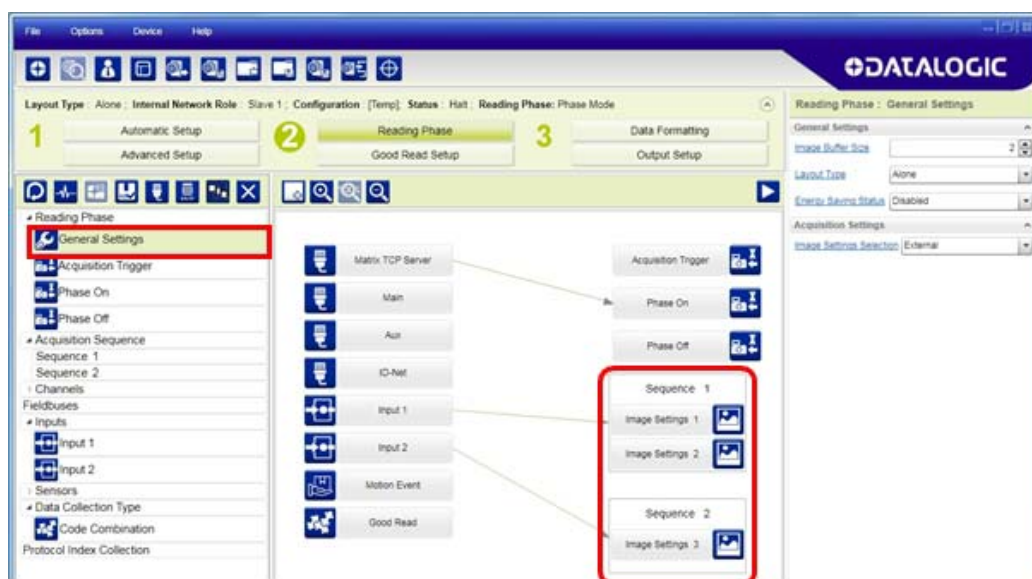 File Options Device Help
DATALOGIC
Layout Type : Alone ; Internal Network Role : Slave 1 ; Configuration : [Temp]; Status : Halt ; Reading Phase: Phase Mode
1 Automatic Setup
Advanced Setup
2 Reading Phase
Good Read Setup
3 Data Formatting
Output Setup
Reading Phase : General Settings
General Settings
Image Buffer Size 2
Layout Type Alone
Energy Saving Status Disabled
Acquisition Settings
Image Settings Selection External
Reading Phase
General Settings
Acquisition Trigger
Phase On
Phase Off
Acquisition Sequence
Sequence 1
Sequence 2
Channels
Fieldbuses
Inputs
Input 1
Input 2
Sensors
Data Collection Type
Code Combination
Protocol Index Collection
Matrix TCP Server
Main
Aux
ID-Net
Input 1
Input 2
Motion Event
Good Read
Acquisition Trigger
Phase On
Phase Off
Sequence 1
Image Settings 1
Image Settings 2
Sequence 2
Image Settings 3